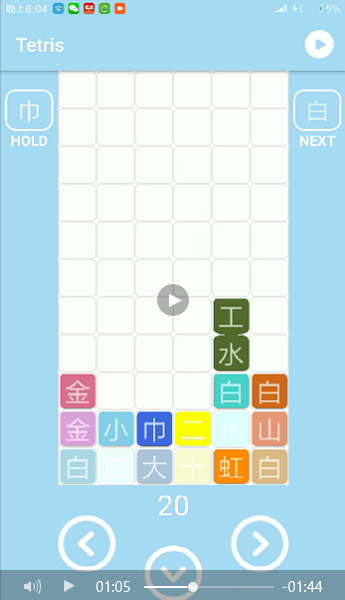 晚上8:04
5%
Tetris
巾
白
HOLD
NEXT
工
水
金 白 白
金 小 巾 二 水 山
白 白 大 十 虹 白
20
01:05
-01:44